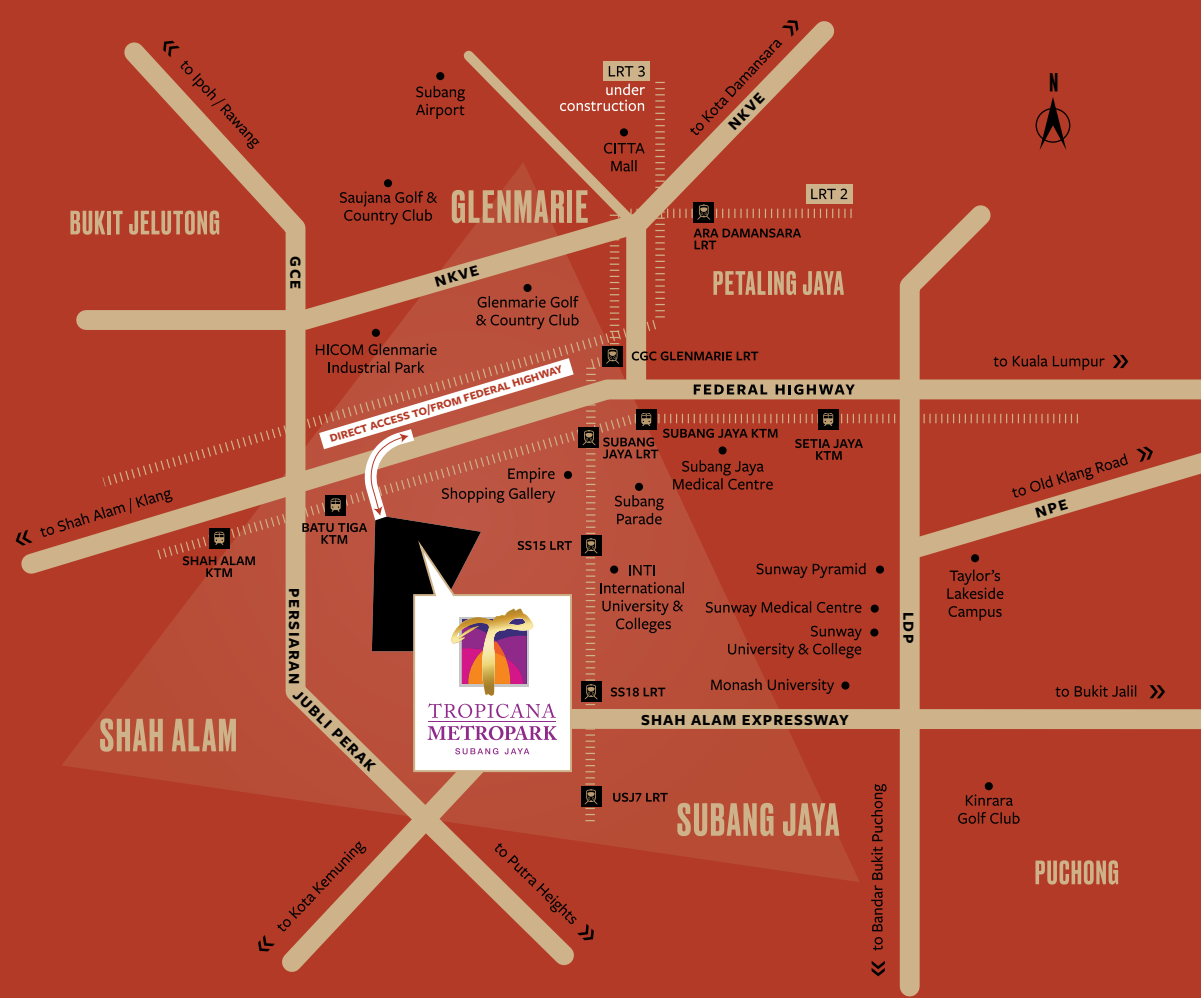 to Ipoh / Rawang
Subang
Airport
LRT 3
under
construction
CITTA
Mall
to Kota Damansara
NKVE
N
Saujana Golf &
Country Club
GLENMARIE
BUKIT JELUTONG
LRT 2
ARA DAMANSARA
LRT
PETALING JAYA
GCE
NKVE
Glenmarie Golf
& Country Club
HICOM Glenmarie
Industrial Park
CGC GLENMARIE LRT
to Kuala Lumpur
FEDERAL HIGHWAY
DIRECT ACCESS TO/FROM FEDERAL HIGHWAY
SUBANG
JAYA LRT
SUBANG JAYA KTM
SETIA JAYA
KTM
Subang Jaya
Medical Centre
Empire
Shopping Gallery
Subang
Parade
to Old Klang Road
NPE
to Shah Alam / Klang
BATU TIGA
KTM
SHAH ALAM
KTM
SS15 LRT
INTI
International
University &
Colleges
Sunway Pyramid
Sunway Medical Centre
Sunway
University & College
Monash University
Taylor's
Lakeside
Campus
LDP
PERSIARAN
JUBLI PERAK
SS18 LRT
to Bukit Jalil
SHAH ALAM EXPRESSWAY
SHAH ALAM
TROPICANA
METROPARK
SUBANG JAYA
USJ7 LRT
SUBANG JAYA
Kinrara
Golf Club
PUCHONG
to Kota Kemuning
to Putra Heights
to Bandar Bukit Puchong